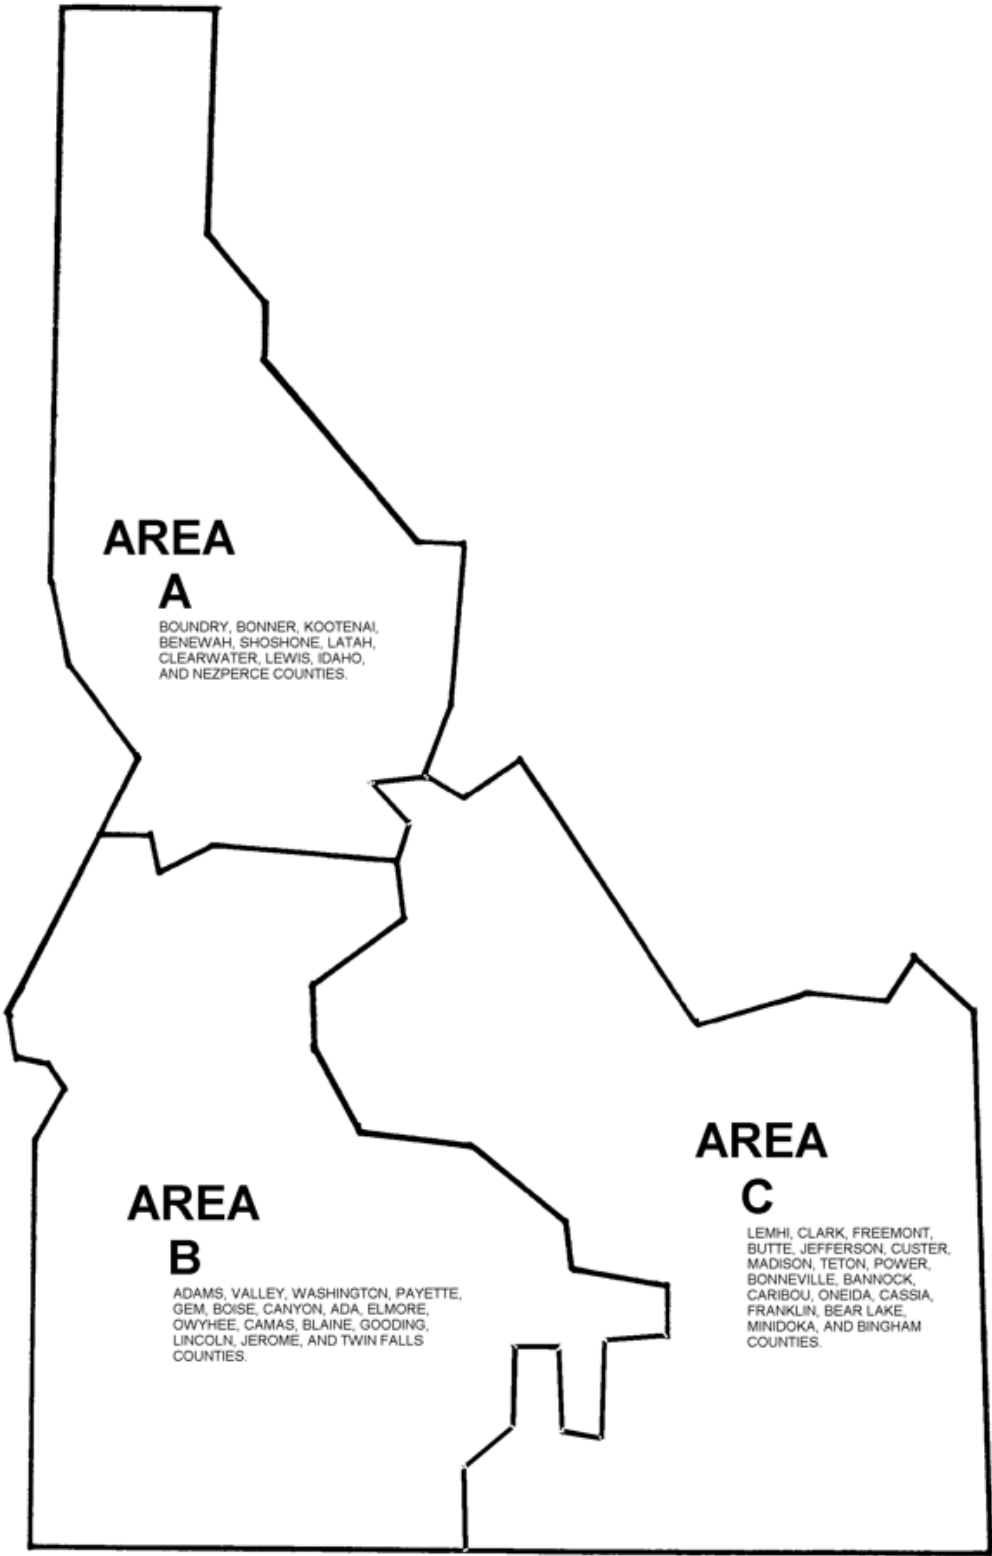 AREA
A
BOUNDRY, BONNER, KOOTENAI,
BENEWAH, SHOSHONE, LATAH,
CLEARWATER, LEWIS, IDAHO,
AND NEZPERCE COUNTIES.
AREA
B
ADAMS, VALLEY, WASHINGTON, PAYETTE,
GEM, BOISE, CANYON, ADA, ELMORE,
OWYHEE, CAMAS, BLAINE, GOODING,
LINCOLN, JEROME, AND TWIN FALLS
COUNTIES.
AREA
C
LEMHI, CLARK, FREEMONT,
BUTTE, JEFFERSON, CUSTER,
MADISON, TETON, POWER,
BONNEVILLE, BANNOCK,
CARIBOU, ONEIDA, CASSIA,
FRANKLIN, BEAR LAKE,
MINIDOKA, AND BINGHAM
COUNTIES.